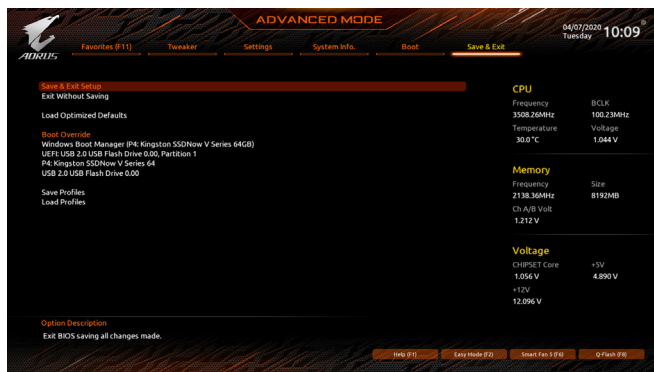 ADVANCED MODE
04/07/2020
Tuesday
10:09
AORUS
Favorites (F11) Tweaker Settings System Info. Boot Save & Exit
Save & Exit Setup
Exit Without Saving
Load Optimized Defaults
Boot Override
Windows Boot Manager (P4: Kingston SSDNow V Series 64GB)
UEFI: USB 2.0 USB Flash Drive 0.00, Partition 1
P4: Kingston SSDNow V Series 64
USB 2.0 USB Flash Drive 0.00
Save Profiles
Load Profiles
CPU
Frequency BCLK
3508.26MHz 100.23MHz
Temperature Voltage
30.0 °C 1.044 V
Memory
Frequency Size
2138.36MHz 8192MB
Ch A/B Volt
1.212 V
Voltage
CHIPSET Core +5V
1.056 V 4.890 V
+12V
12.096 V
Option Description
Exit BIOS saving all changes made.
Help (F1) Easy Mode (F2) Smart Fan 5 (F6) Q-Flash (F8)